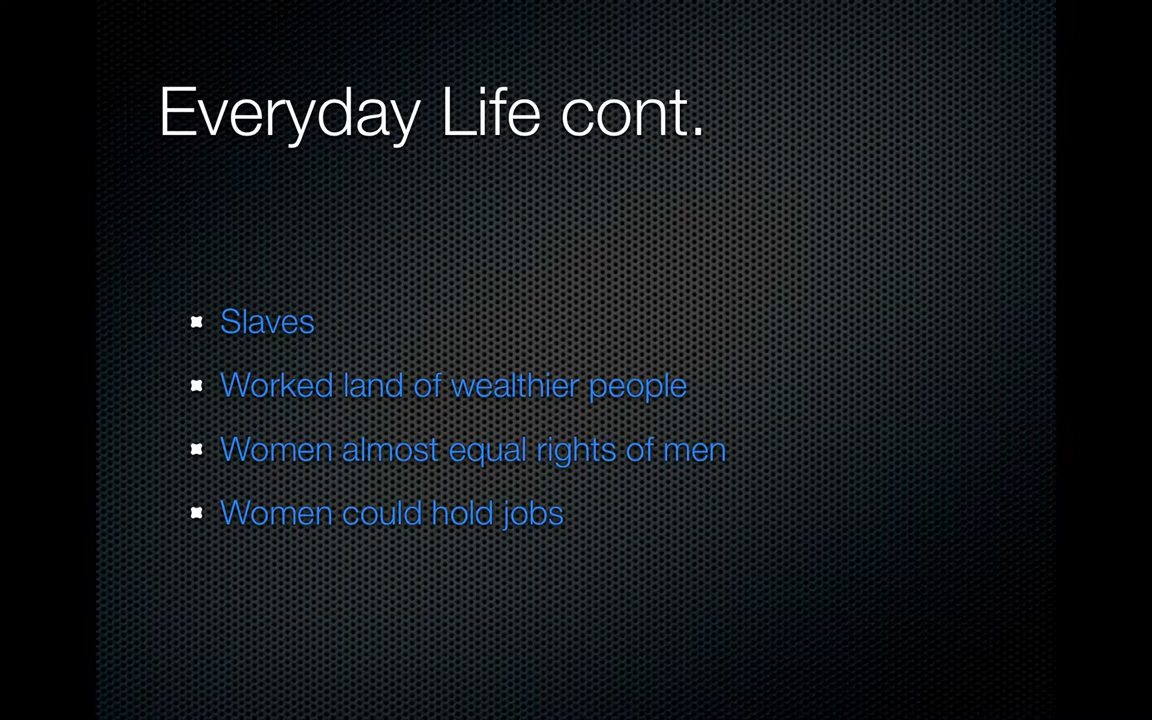 Everyday Life cont.
Slaves
Worked land of wealthier people
Women almost equal rights of men
Women could hold jobs